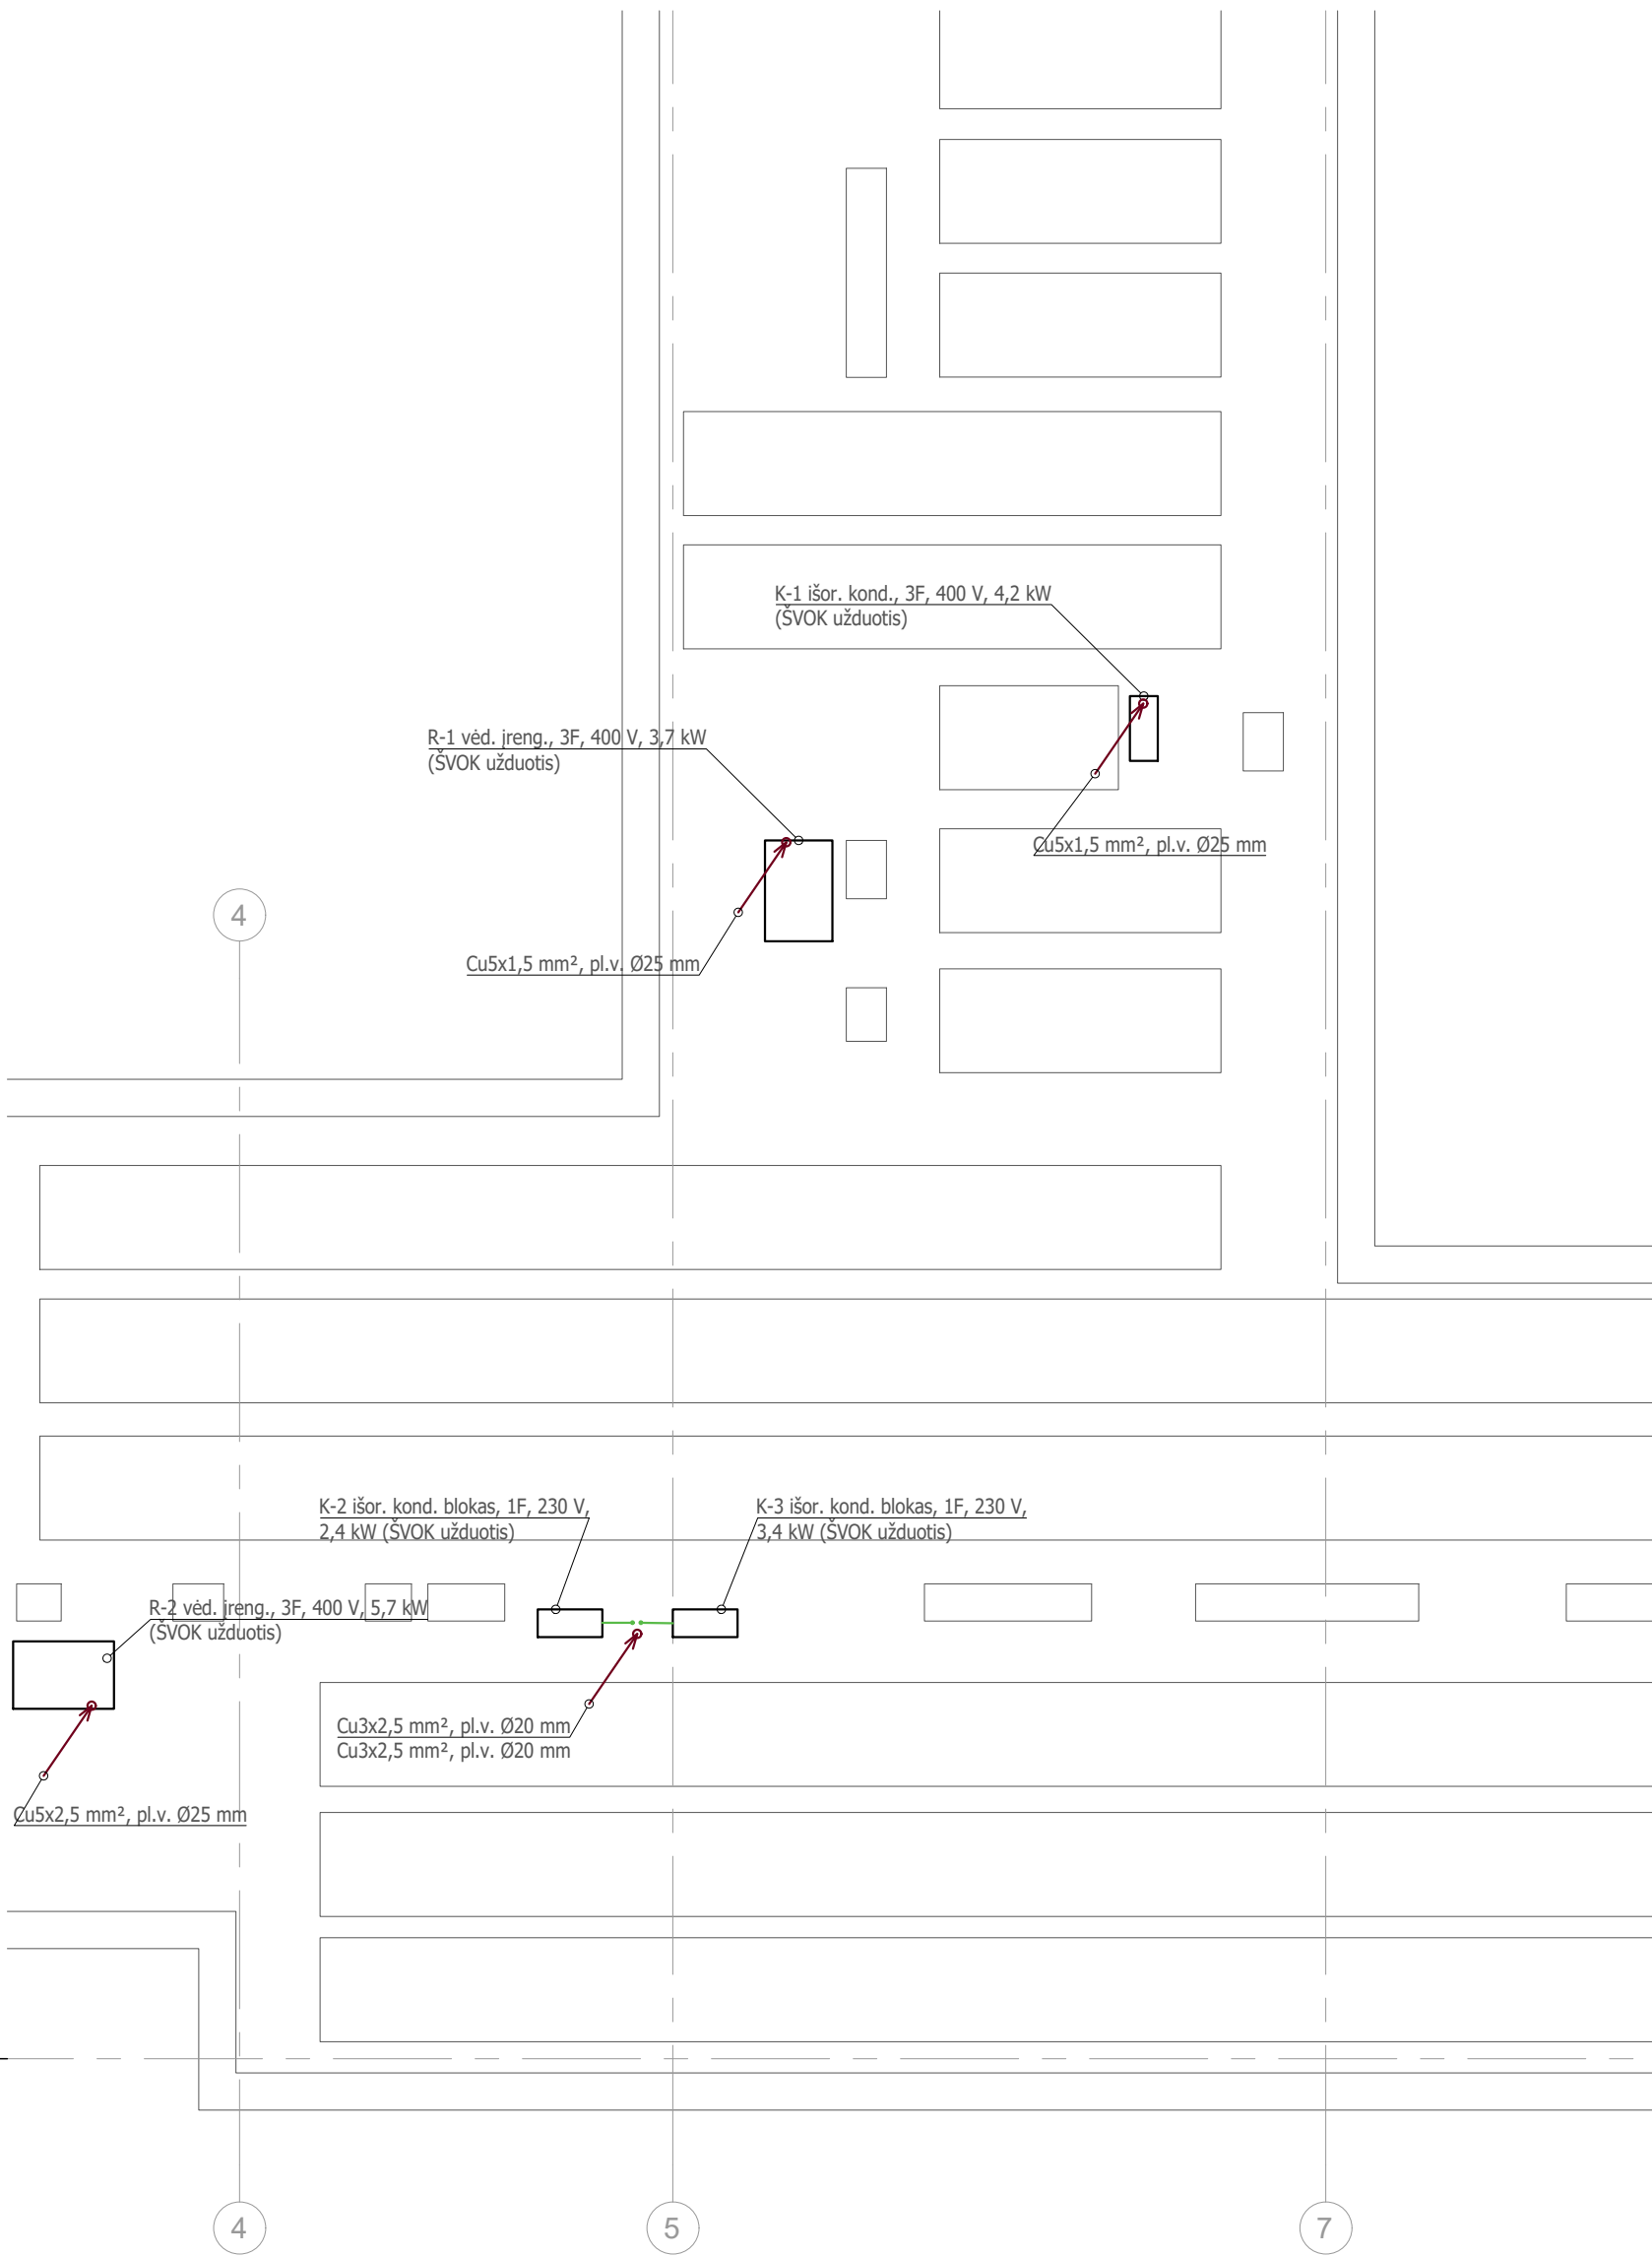 K-1 išor. kond., 3F, 400 V, 4,2 kW
(ŠVOK užduotis)
R-1 vėd. įreng., 3F, 400 V, 3,7 kW
(ŠVOK užduotis)
Cu5x1,5 mm², pl.v. Ø25 mm
4
Cu5x1,5 mm², pl.v. Ø25 mm
K-2 išor. kond. blokas, 1F, 230 V,
2,4 kW (ŠVOK užduotis)
K-3 išor. kond. blokas, 1F, 230 V,
3,4 kW (ŠVOK užduotis)
R-2 vėd. įreng., 3F, 400 V, 5,7 kW
(ŠVOK užduotis)
Cu3x2,5 mm², pl.v. Ø20 mm
Cu3x2,5 mm², pl.v. Ø20 mm
Cu5x2,5 mm², pl.v. Ø25 mm
4
5
7